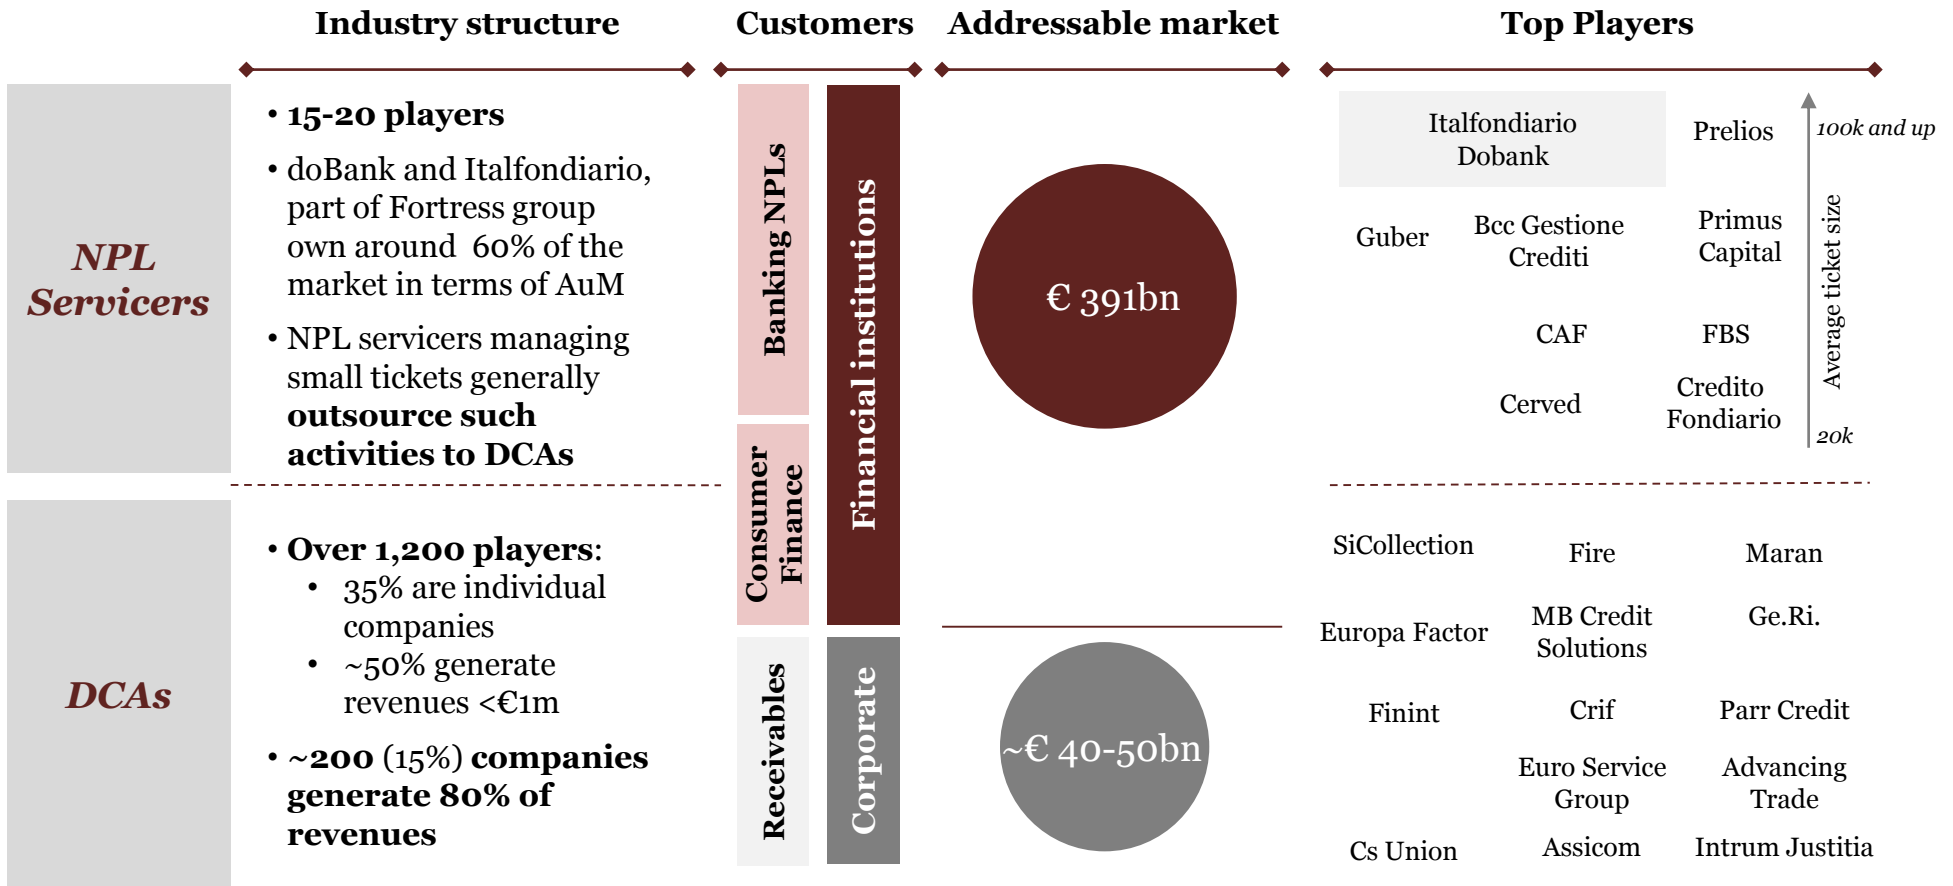 Industry structure
Customers
Addressable market
Top Players
NPL
Servicers
• 15-20 players
• doBank and Italfondiario,
part of Fortress group
own around 60% of the
market in terms of AuM
• NPL servicers managing
small tickets generally
outsource such
activities to DCAs
Banking NPLs
Consumer
Finance
Financial institutions
€ 391bn
Italfondiario
Dobank
Prelios
Guber
Bcc Gestione
Crediti
Primus
Capital
CAF
FBS
Cerved
Credito
Fondiario
100k and up
Average ticket size
20k
DCAs
• Over 1,200 players:
• 35% are individual
companies
• ~50% generate
revenues <€1m
• ~200 (15%) companies
generate 80% of
revenues
Receivables
Corporate
~€ 40-50bn
SiCollection
Fire
Maran
Europa Factor
MB Credit
Solutions
Ge.Ri.
Finint
Crif
Parr Credit
Euro Service
Group
Advancing
Trade
Cs Union
Assicom
Intrum Justitia